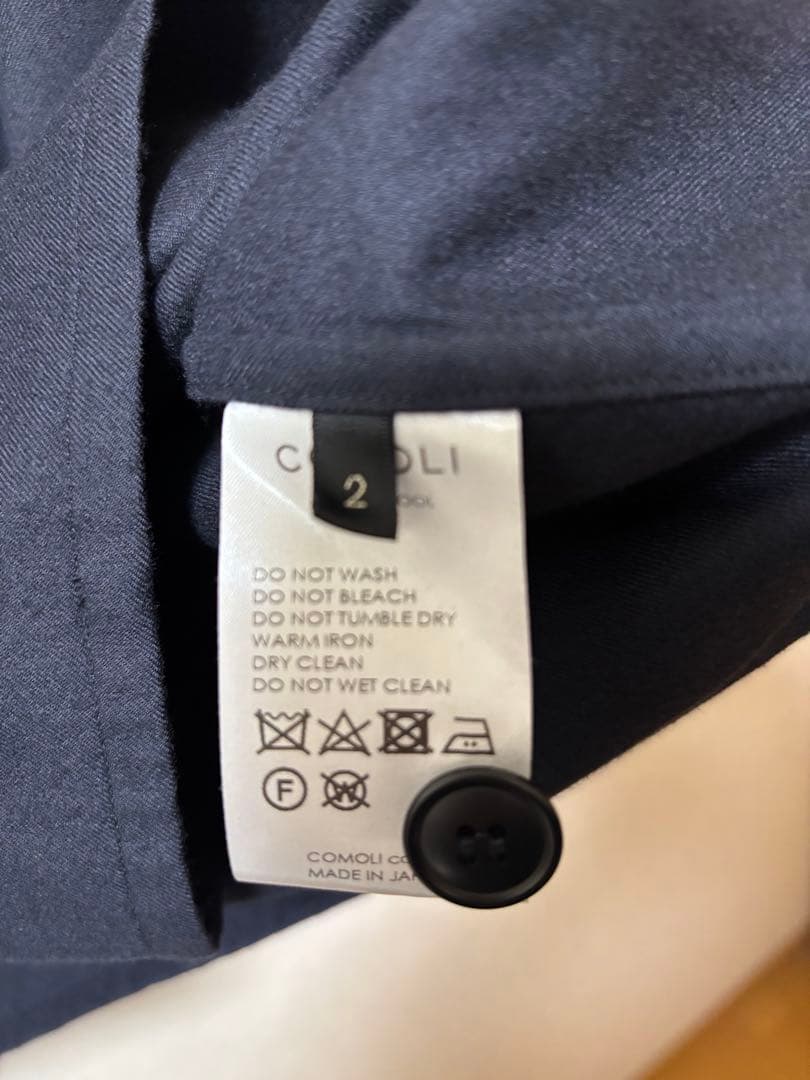 2
DO NOT WASH
DO NOT BLEACH
DO NOT TUMBLE DRY
WARM IRON
DRY CLEAN
DO NOT WET CLEAN
F W
COMOLI
MADE IN